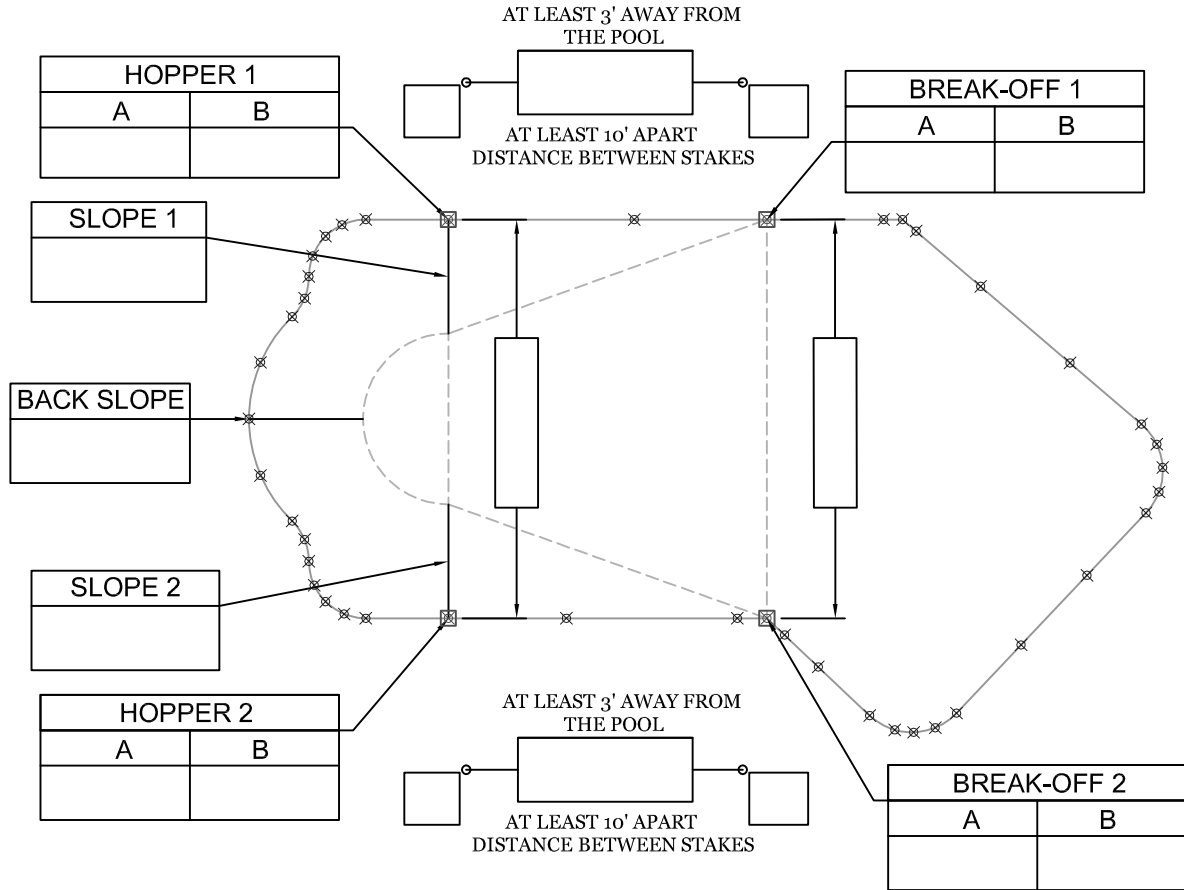 AT LEAST 3' AWAY FROM
THE POOL
HOPPER 1
A B
BREAK-OFF 1
A B
AT LEAST 10' APART
DISTANCE BETWEEN STAKES
SLOPE 1
BACK SLOPE
SLOPE 2
HOPPER 2
A B
AT LEAST 3' AWAY FROM
THE POOL
AT LEAST 10' APART
DISTANCE BETWEEN STAKES
BREAK-OFF 2
A B